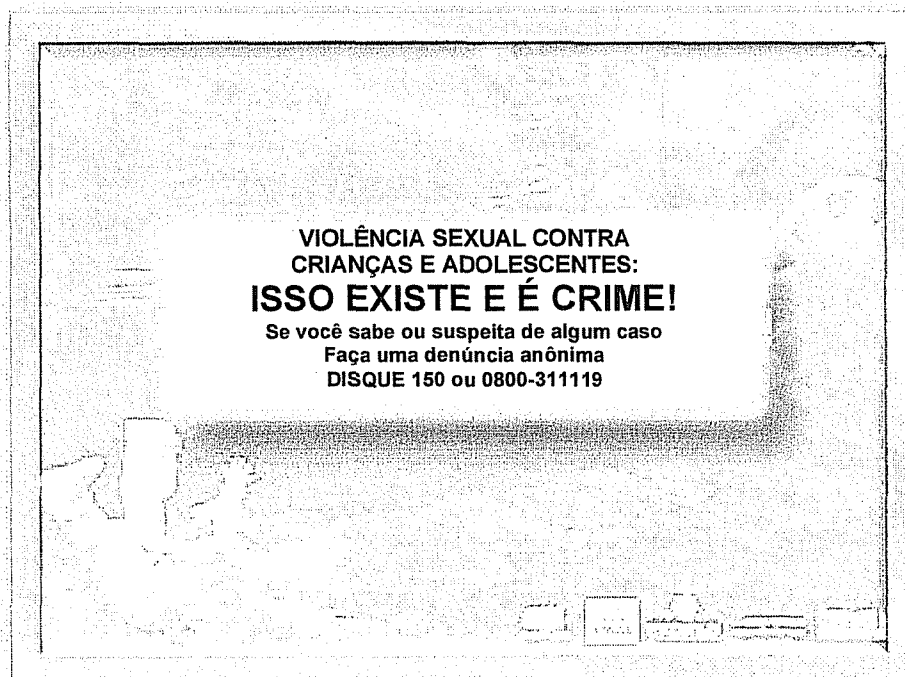 VIOLÊNCIA SEXUAL CONTRA
CRIANÇAS E ADOLESCENTES:
ISSO EXISTE E É CRIME!
Se você sabe ou suspeita de algum caso
Faça uma denúncia anônima
DISQUE 150 ou 0800-311119